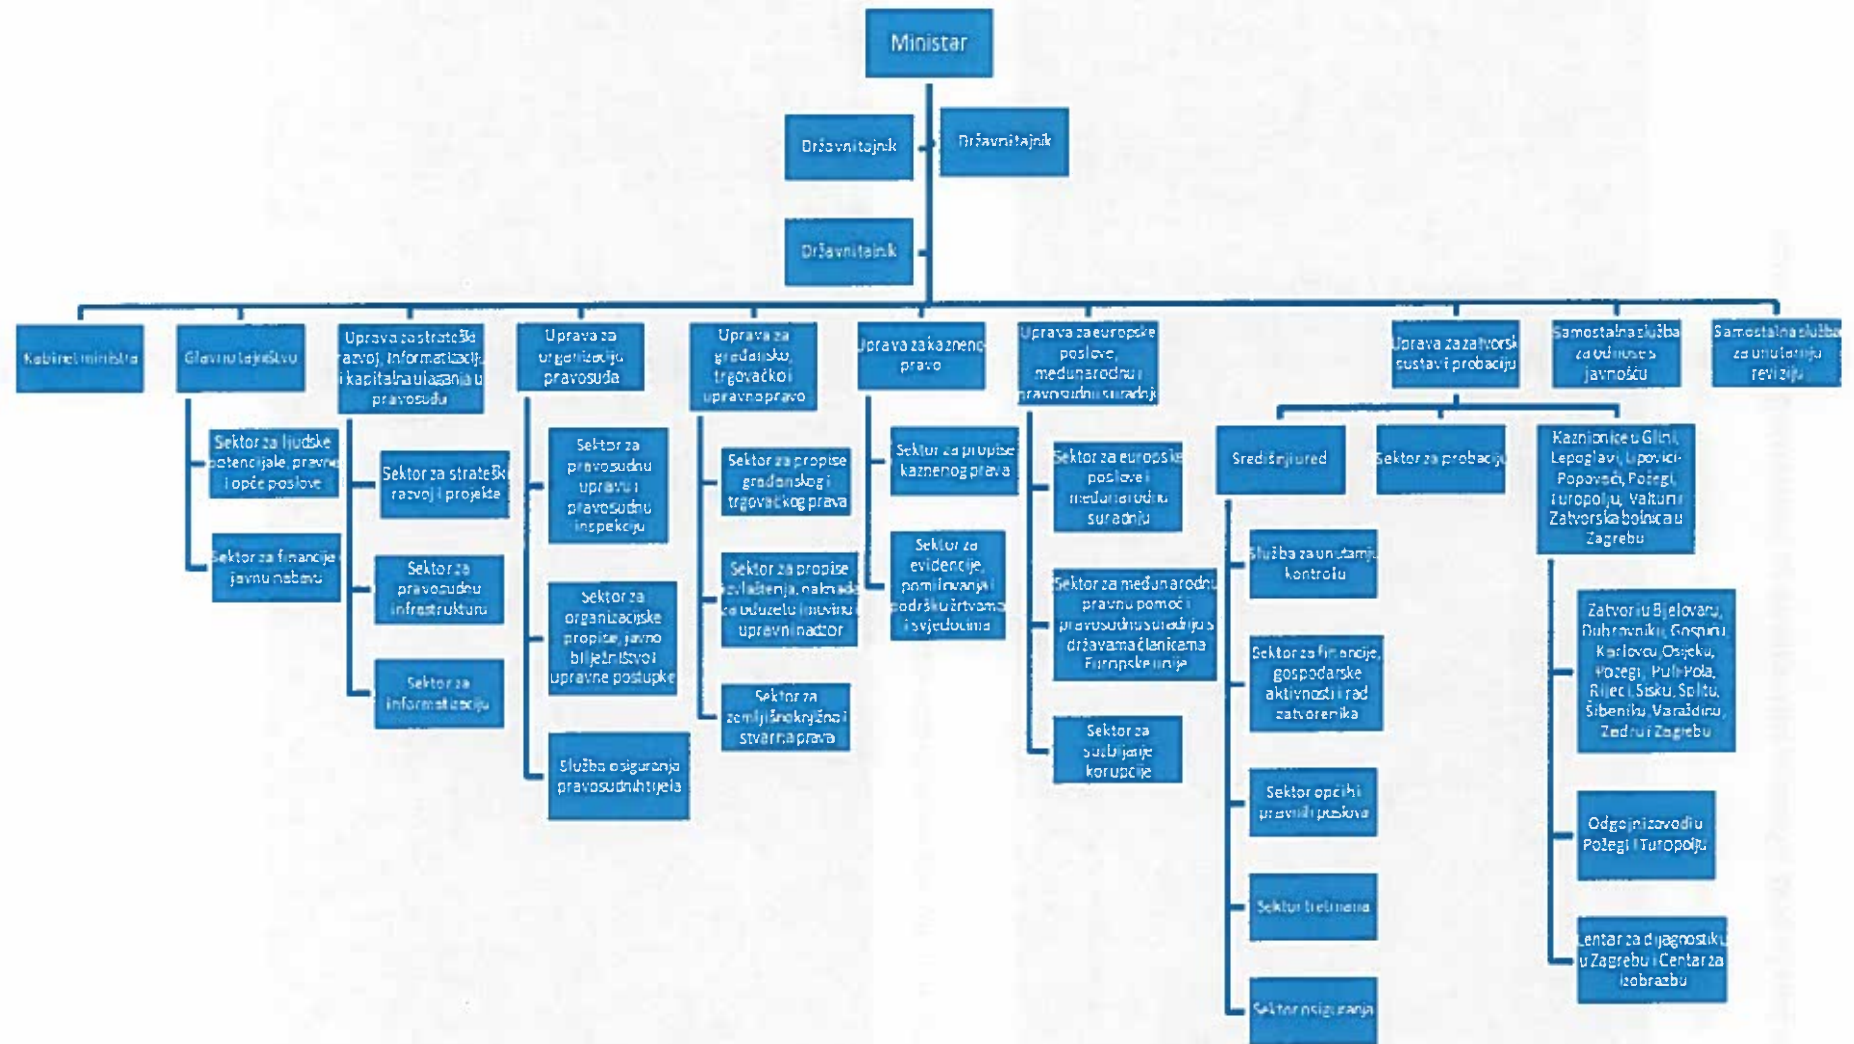 Ministar
Državni tajnik
Državni tajnik
Državni tajnik
Kabinet ministra
Glavno tajništvo
Sektor za ljudske
potencijale, pravne
i opće poslove
Sektor za financije i
javnu nabavu
Uprava za strateški
razvoj, informatizaciju
i kapitalna ulaganja u
pravosuđu
Sektor za strateški
razvoj i projekte
Sektor za
pravosudnu
infrastrukturu
Sektor za
informatizaciju
Uprava za
organizaciju
pravosuđa
Sektor za
pravosudnu
upravu i
pravosudnu
inspekciju
Sektor za
organizacijske
propise, javno
bilježništvo i
upravne postupke
Služba osiguranja
pravosudnih tijela
Uprava za
građansko,
trgovačko i
upravno pravo
Sektor za propise
građanskog i
trgovačkog prava
Sektor za propise
izvlaštenja, naknade
za oduzetu imovinu i
upravni nadzor
Sektor za
zemljišnoknjižna i
stvarna prava
Uprava za kazneno
pravo
Sektor za propise
kaznenog prava
Sektor za
evidencije,
pomilovanja i
podršku žrtvama
i svjedocima
Uprava za europske
poslove,
međunarodnu i
pravosudnu suradnju
Sektor za europske
poslove i
međunarodnu
suradnju
Sektor za međunarodnu
pravnu pomoć i
pravosudnu suradnju s
državama članicama
Europske unije
Sektor za
suzbijanje
korupcije
Uprava za zatvorski
sustav i probaciju
Središnji ured
Služba za unutarnju
kontrolu
Sektor za financije,
gospodarske
aktivnosti i rad
zatvorenika
Sektor općih i
pravnih poslova
Sektor tretmana
Sektor osiguranja
Sektor za probaciju
Kaznionice u Glini,
Lepoglavi, Lipovici-
Popovači, Požegi,
Turopolju, Valturi i
Zatvorska bolnica u
Zagrebu
Zatvori u Bjelovaru,
Dubrovniku, Gospiću,
Karlovcu, Osijeku,
Požegi, Puli-Pola,
Rijeci, Sisku, Splitu,
Šibeniku, Varaždinu,
Zadru i Zagrebu
Odgojni zavodi u
Požegi i Turopolju
Centar za dijagnostiku
u Zagrebu i Centar za
izobrazbu
Samostalna služba
za odnose s
javnošću
Samostalna služba
za unutarnju
reviziju